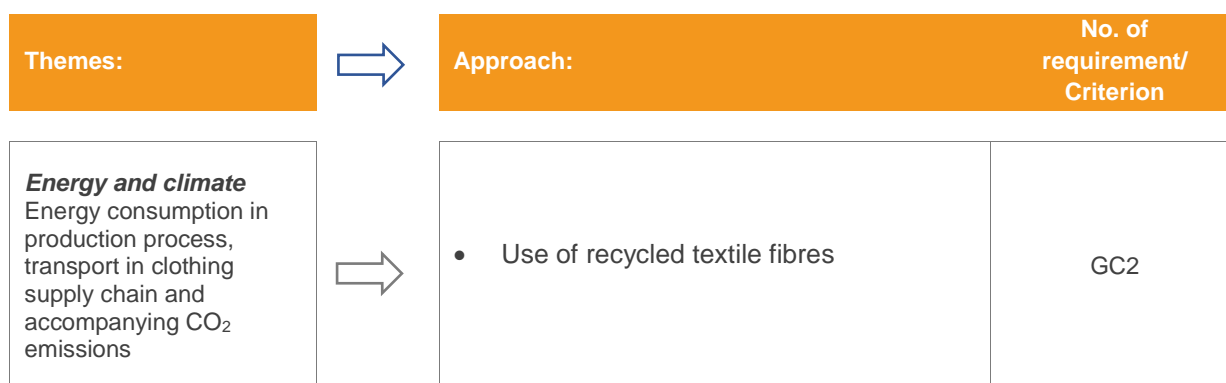 Themes:
Approach:
No. of
requirement/
Criterion
Energy and climate
Energy consumption in
production process,
transport in clothing
supply chain and
accompanying CO₂
emissions
• Use of recycled textile fibres
GC2